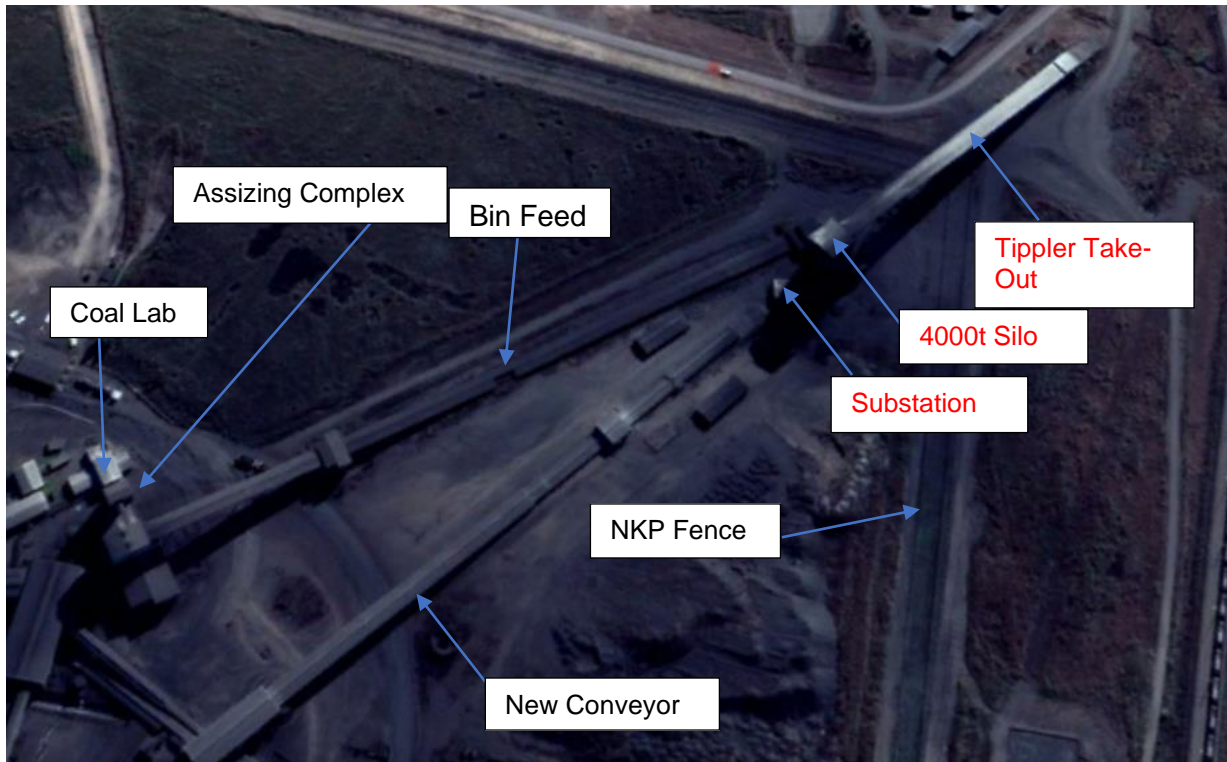 Assizing Complex
Bin Feed
Tippler Take-
Out
Coal Lab
4000t Silo
Substation
NKP Fence
New Conveyor